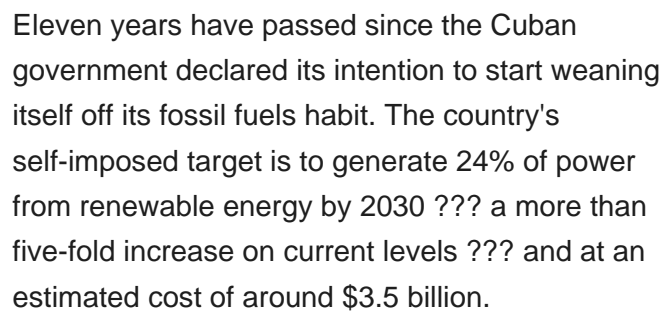 Eleven years have passed since the Cuban
government declared its intention to start weaning
itself off its fossil fuels habit. The country's
self-imposed target is to generate 24% of power
from renewable energy by 2030 ??? a more than
five-fold increase on current levels ??? and at an
estimated cost of around $3.5 billion.